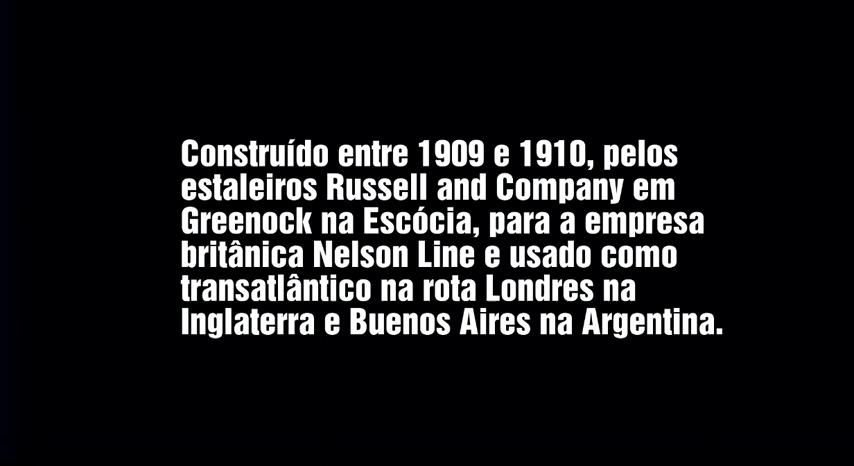 Construído entre 1909 e 1910, pelos
estaleiros Russell and Company em
Greenock na Escócia, para a empresa
britânica Nelson Line e usado como
transatlântico na rota Londres na
Inglaterra e Buenos Aires na Argentina.